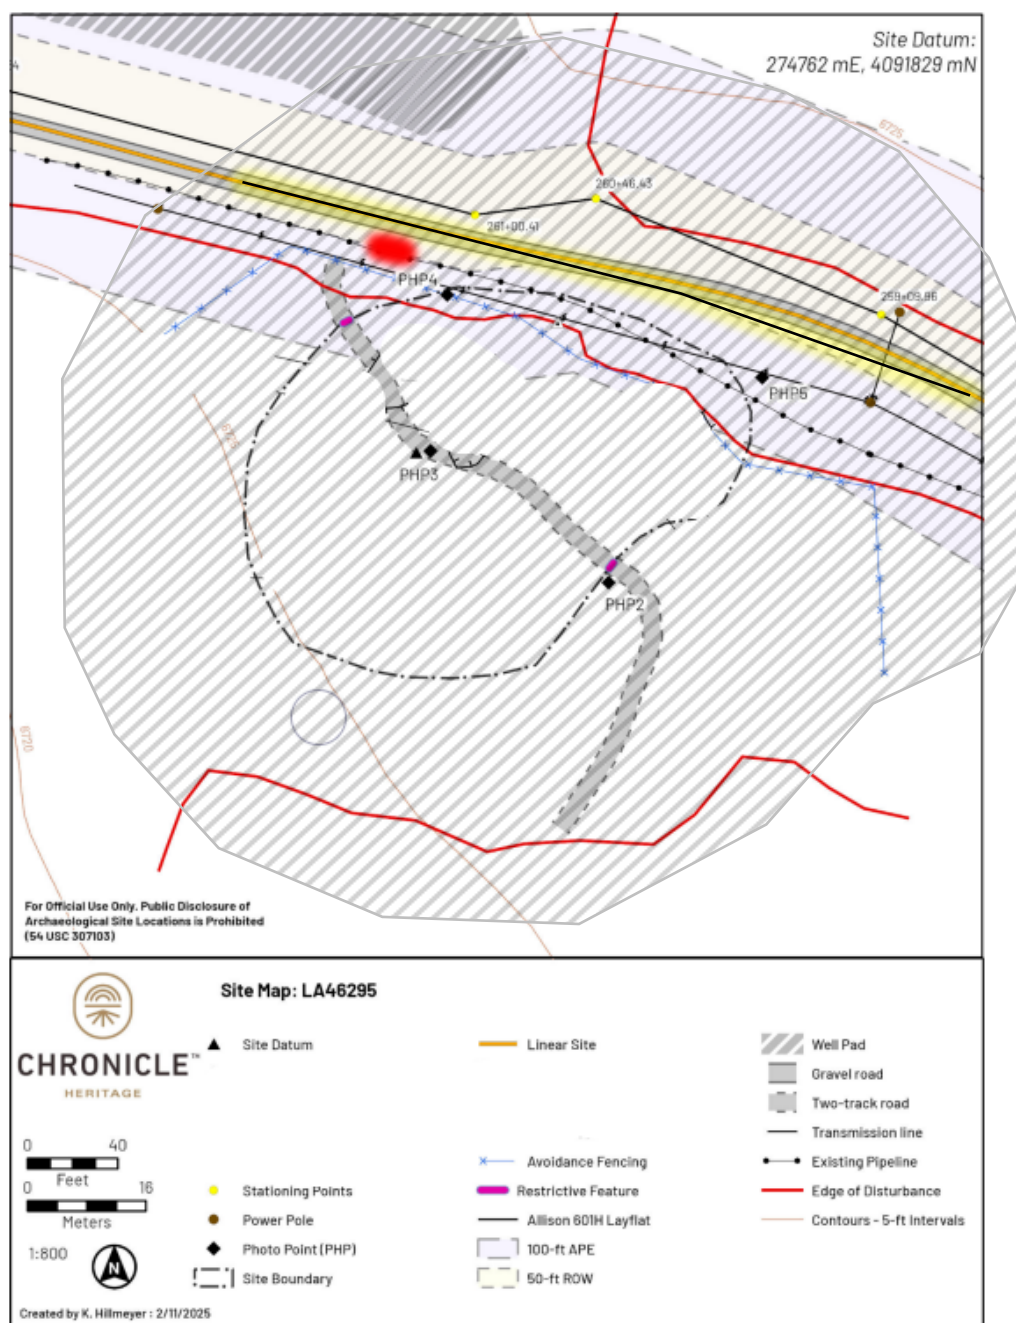 Site Datum:
274762 mE, 4091829 mN
6725
260+46.43
261+00.41
PHP4
259+09.86
PHP5
6725
PHP3
PHP2
6720
For Official Use Only. Public Disclosure of
Archaeological Site Locations is Prohibited
(54 USC 307103)
CHRONICLE™
HERITAGE
Site Map: LA46295
Site Datum
Linear Site
Well Pad
Gravel road
Two-track road
Transmission line
0 40
Feet
Avoidance Fencing
Existing Pipeline
0 16
Meters
Stationing Points
Restrictive Feature
Edge of Disturbance
Power Pole
Allison 601H Layflat
Contours - 5-ft Intervals
1:800
N
Photo Point (PHP)
100-ft APE
Site Boundary
50-ft ROW
Created by K. Hillmeyer : 2/11/2025